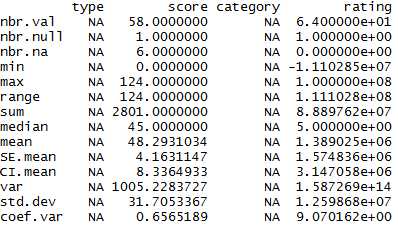 type score category rating
nbr.val NA 58.0000000 NA 6.400000e+01
nbr.null NA 1.0000000 NA 1.000000e+00
nbr.na NA 6.0000000 NA 0.000000e+00
min NA 0.0000000 NA -1.110285e+07
max NA 124.0000000 NA 1.000000e+08
range NA 124.0000000 NA 1.111028e+08
sum NA 2801.0000000 NA 8.889762e+07
median NA 45.0000000 NA 5.000000e+00
mean NA 48.2931034 NA 1.389025e+06
SE.mean NA 4.1631147 NA 1.574836e+06
CI.mean NA 8.3364933 NA 3.147058e+06
var NA 1005.2283727 NA 1.587269e+14
std.dev NA 31.7053367 NA 1.259868e+07
coef.var NA 0.6565189 NA 9.070162e+00